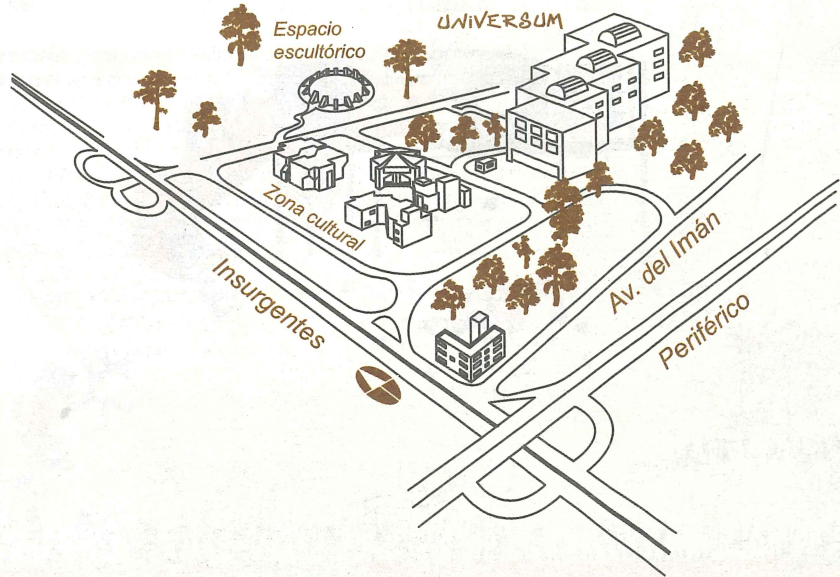 UNiVERSUM
Espacio
escultórico
Zona cultural
Insurgentes
Av. del Imán
Periférico